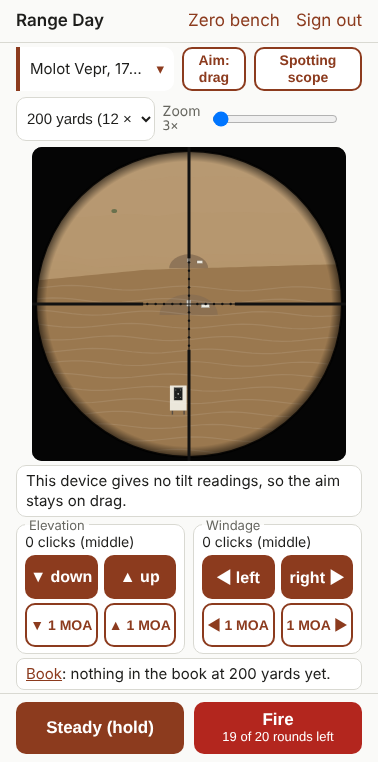 Range Day
Zero bench
Sign out
Molot Vepr, 17... ▾
Aim:
drag
Spotting
scope
200 yards (12 ×
Zoom
3×
This device gives no tilt readings, so the aim
stays on drag.
Elevation
0 clicks (middle)
▼ down
▲ up
▼ 1 MOA
▲ 1 MOA
Windage
0 clicks (middle)
◀ left
right ▶
◀ 1 MOA
1 MOA ▶
Book: nothing in the book at 200 yards yet.
Steady (hold)
Fire
19 of 20 rounds left